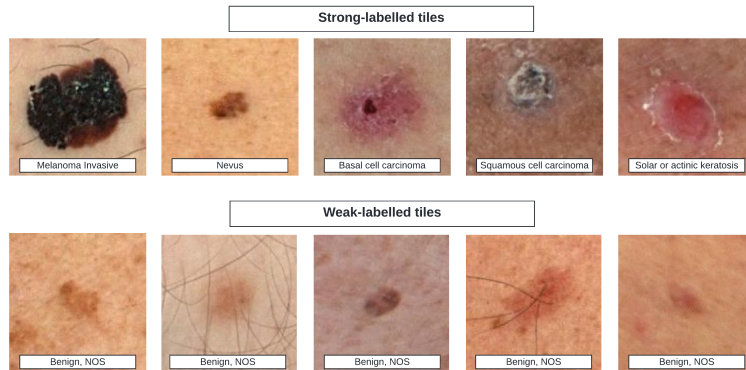 Strong-labelled tiles
Melanoma Invasive
Nevus
Basal cell carcinoma
Squamous cell carcinoma
Solar or actinic keratosis
Weak-labelled tiles
Benign, NOS
Benign, NOS
Benign, NOS
Benign, NOS
Benign, NOS